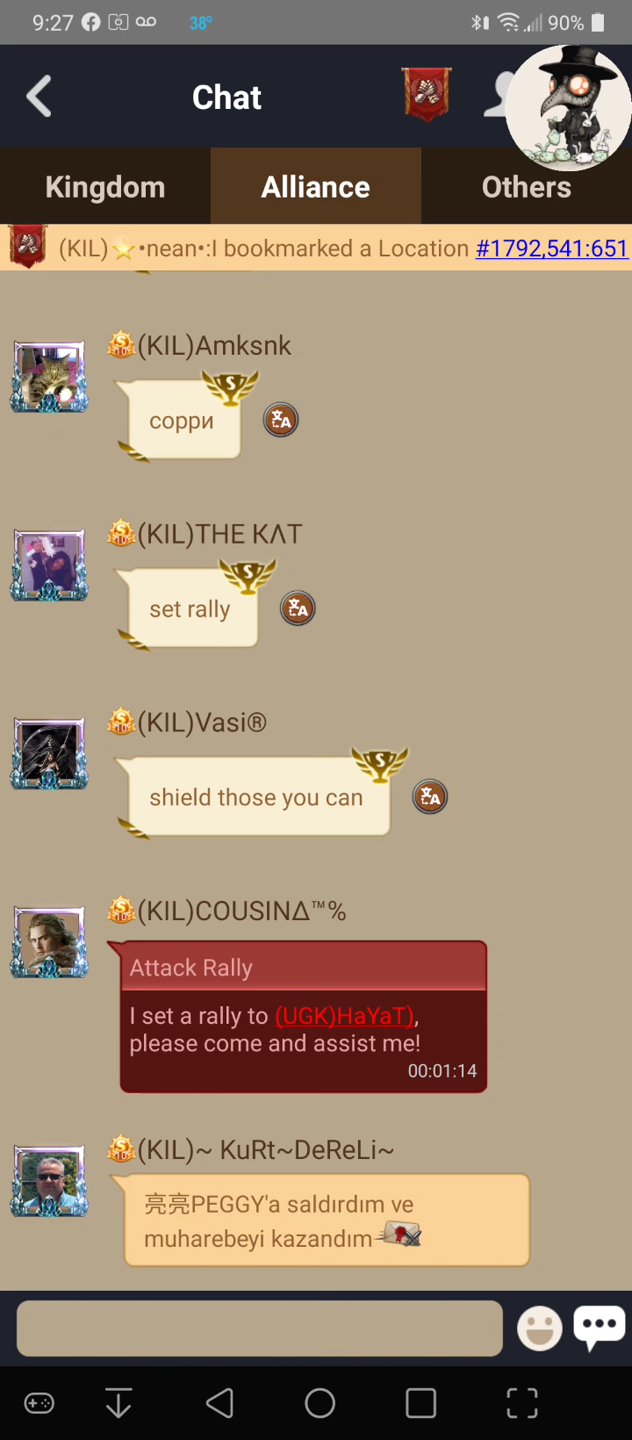 9:27 38° 90%
Chat
Kingdom Alliance Others
(KIL)⭐•nean•:I bookmarked a Location #1792,541:651
(KIL)Amksnk
сорри
(KIL)THE KΛT
set rally
(KIL)Vasi®
shield those you can
(KIL)COUSINΔ™%
Attack Rally
I set a rally to (UGK)HaYaT),
please come and assist me!
00:01:14
(KIL)~ KuRt~DeReLi~
亮亮PEGGY'a saldırdım ve
muharebeyi kazandım